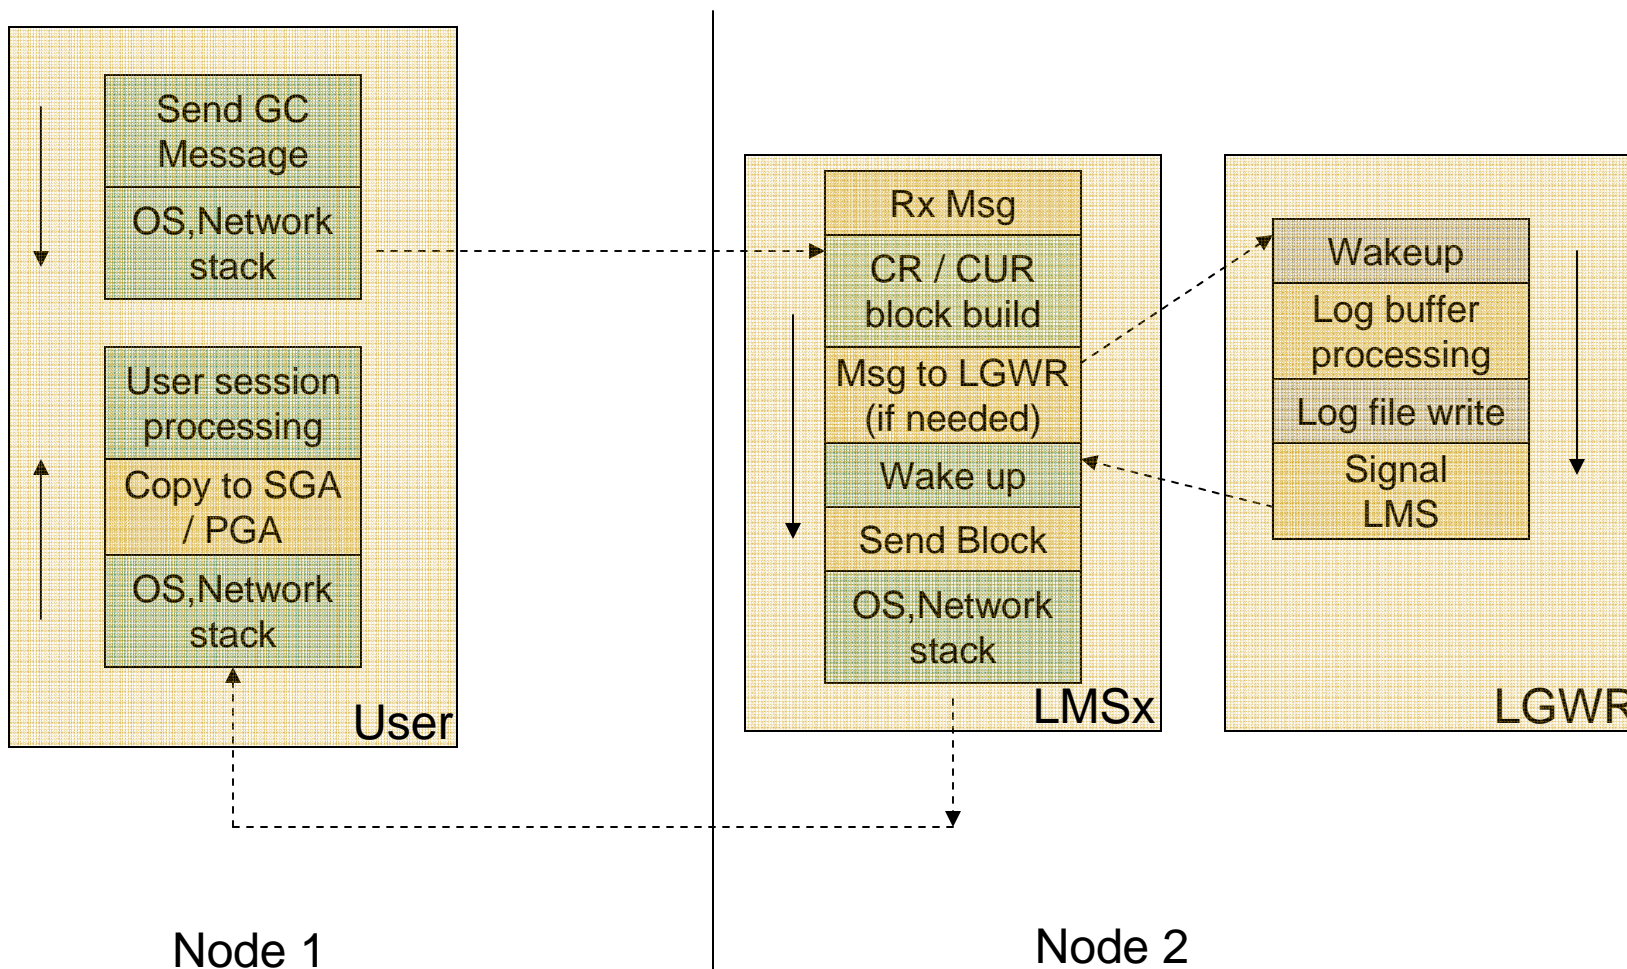 Send GC
Message
OS,Network
stack
User session
processing
Copy to SGA
/ PGA
OS,Network
stack
User
Rx Msg
CR / CUR
block build
Msg to LGWR
(if needed)
Wake up
Send Block
OS,Network
stack
LMSx
Wakeup
Log buffer
processing
Log file write
Signal
LMS
LGWR
Node 1
Node 2